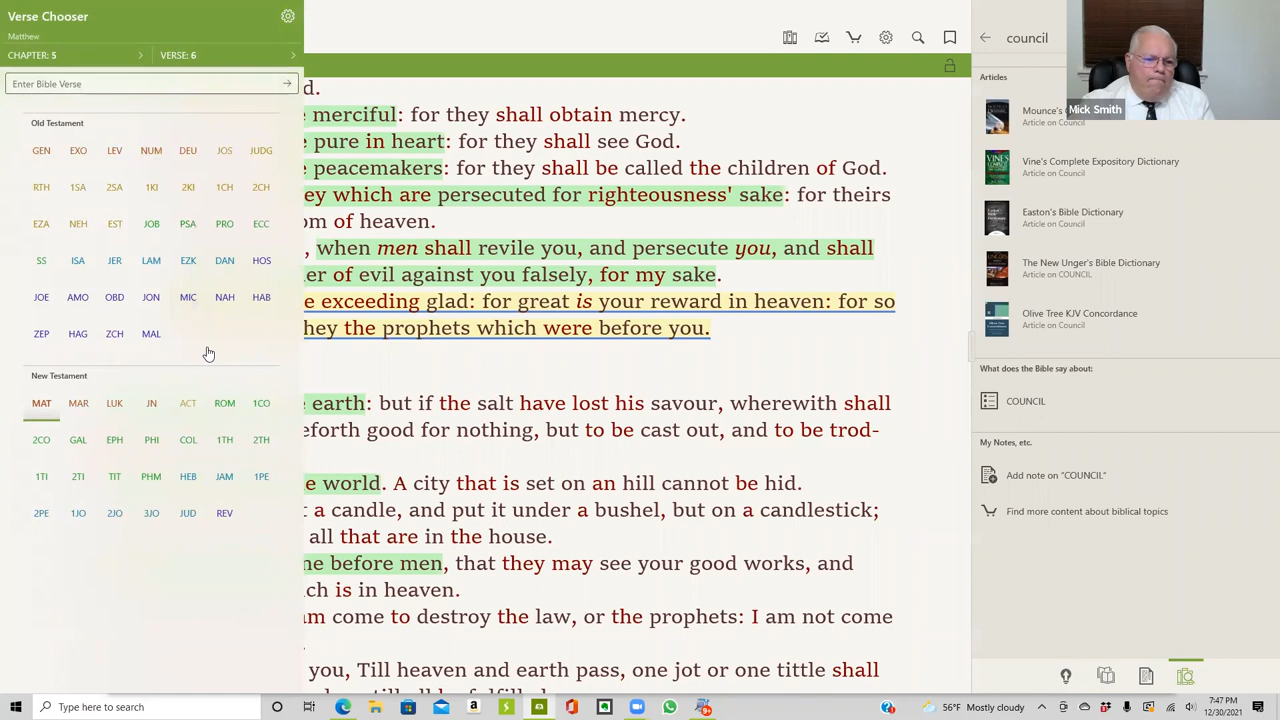 Verse Chooser
Matthew
CHAPTER: 5
VERSE: 6
Enter Bible Verse
Old Testament
GEN EXO LEV NUM DEU JOS JUDG
RTH 1SA 2SA 1KI 2KI 1CH 2CH
EZA NEH EST JOB PSA PRO ECC
SS ISA JER LAM EZK DAN HOS
JOE AMO OBD JON MIC NAH HAB
ZEP HAG ZCH MAL
New Testament
MAT MAR LUK JN ACT ROM 1CO
2CO GAL EPH PHI COL 1TH 2TH
1TI 2TI TIT PHM HEB JAM 1PE
2PE 1JO 2JO 3JO JUD REV
d.
merciful: for they shall obtain mercy.
pure in heart: for they shall see God.
peacemakers: for they shall be called the children of God.
ey which are persecuted for righteousness' sake: for theirs
om of heaven.
, when men shall revile you, and persecute you, and shall
er of evil against you falsely, for my sake.
e exceeding glad: for great is your reward in heaven: for so
hey the prophets which were before you.
e earth: but if the salt have lost his savour, wherewith shall
eforth good for nothing, but to be cast out, and to be trod-
e world. A city that is set on an hill cannot be hid.
t a candle, and put it under a bushel, but on a candlestick;
all that are in the house.
ne before men, that they may see your good works, and
ich is in heaven.
am come to destroy the law, or the prophets: I am not come
you, Till heaven and earth pass, one jot or one tittle shall
council
Mick Smith
Articles
Mounce's
Article on Council
Vine's Complete Expository Dictionary
Article on Council
Easton's Bible Dictionary
Article on Council
The New Unger's Bible Dictionary
Article on COUNCIL
Olive Tree KJV Concordance
Article on Council
What does the Bible say about:
COUNCIL
My Notes, etc.
Add note on "COUNCIL"
Find more content about biblical topics
Type here to search
56°F Mostly cloudy
7:47 PM
12/30/2021